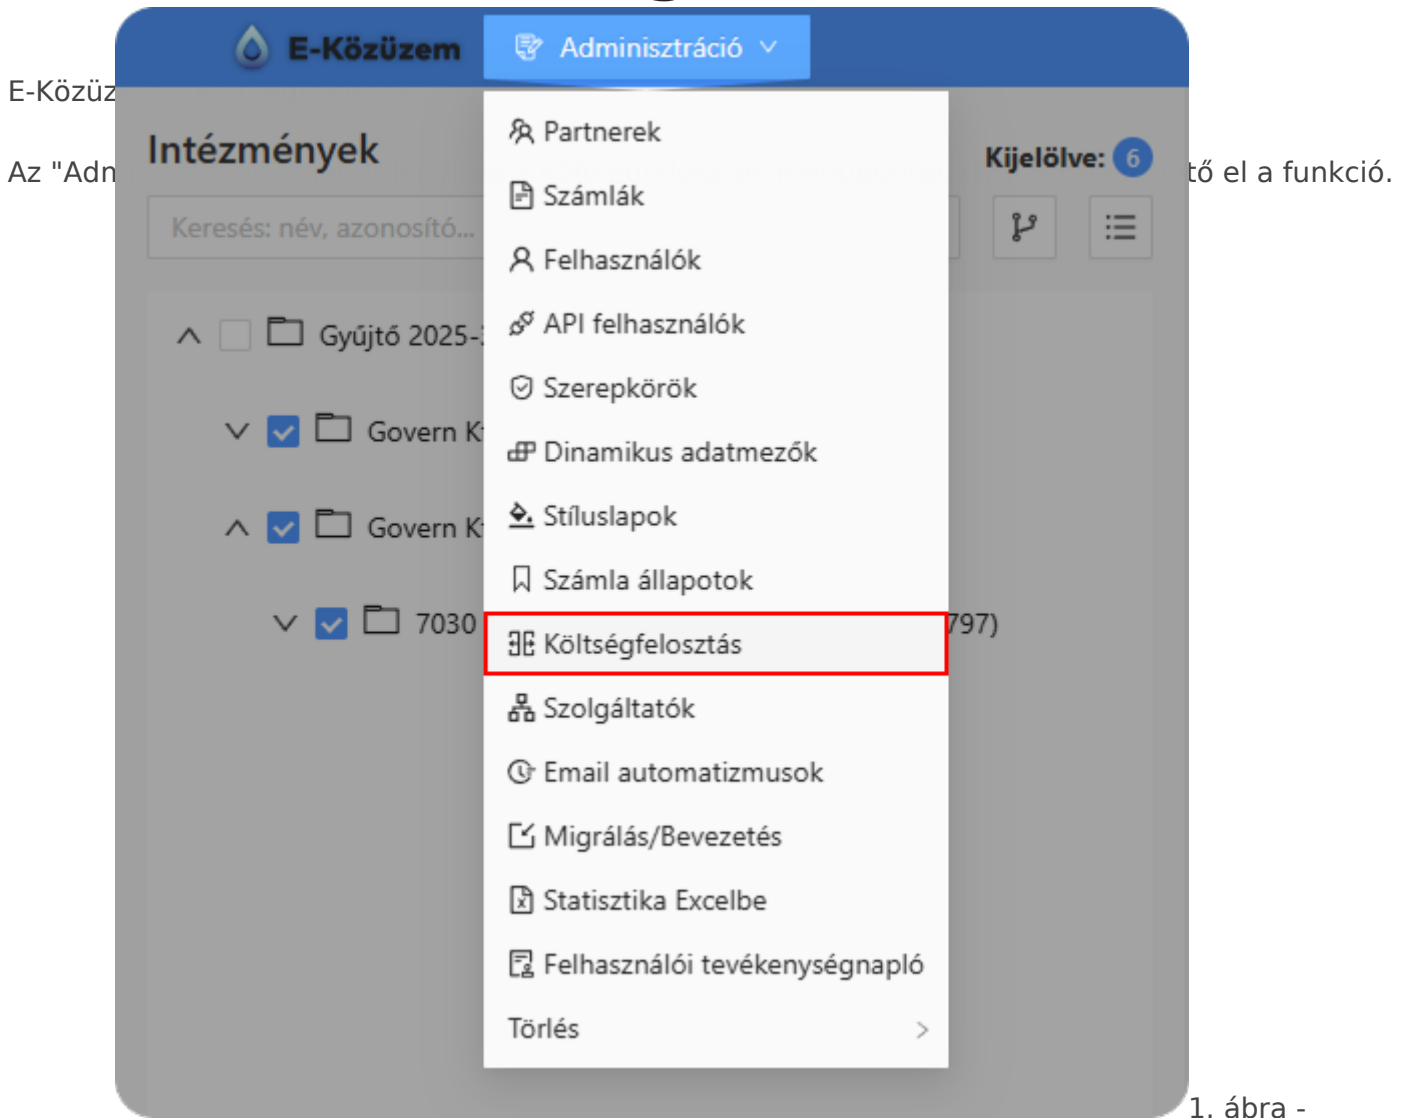 E-Közüzem Adminisztráció
E-Közüz
Intézmények
Kijelölve: 6
Az "Adm
tő el a funkció.
Keresés: név, azonosító...
Gyűjtő 2025-
Govern K
Govern K
7030
797)
Partnerek
Számlák
Felhasználók
API felhasználók
Szerepkörök
Dinamikus adatmezők
Stíluslapok
Számla állapotok
Költségfelosztás
Szolgáltatók
Email automatizmusok
Migrálás/Bevezetés
Statisztika Excelbe
Felhasználói tevékenységnapló
Törlés
1. ábra -